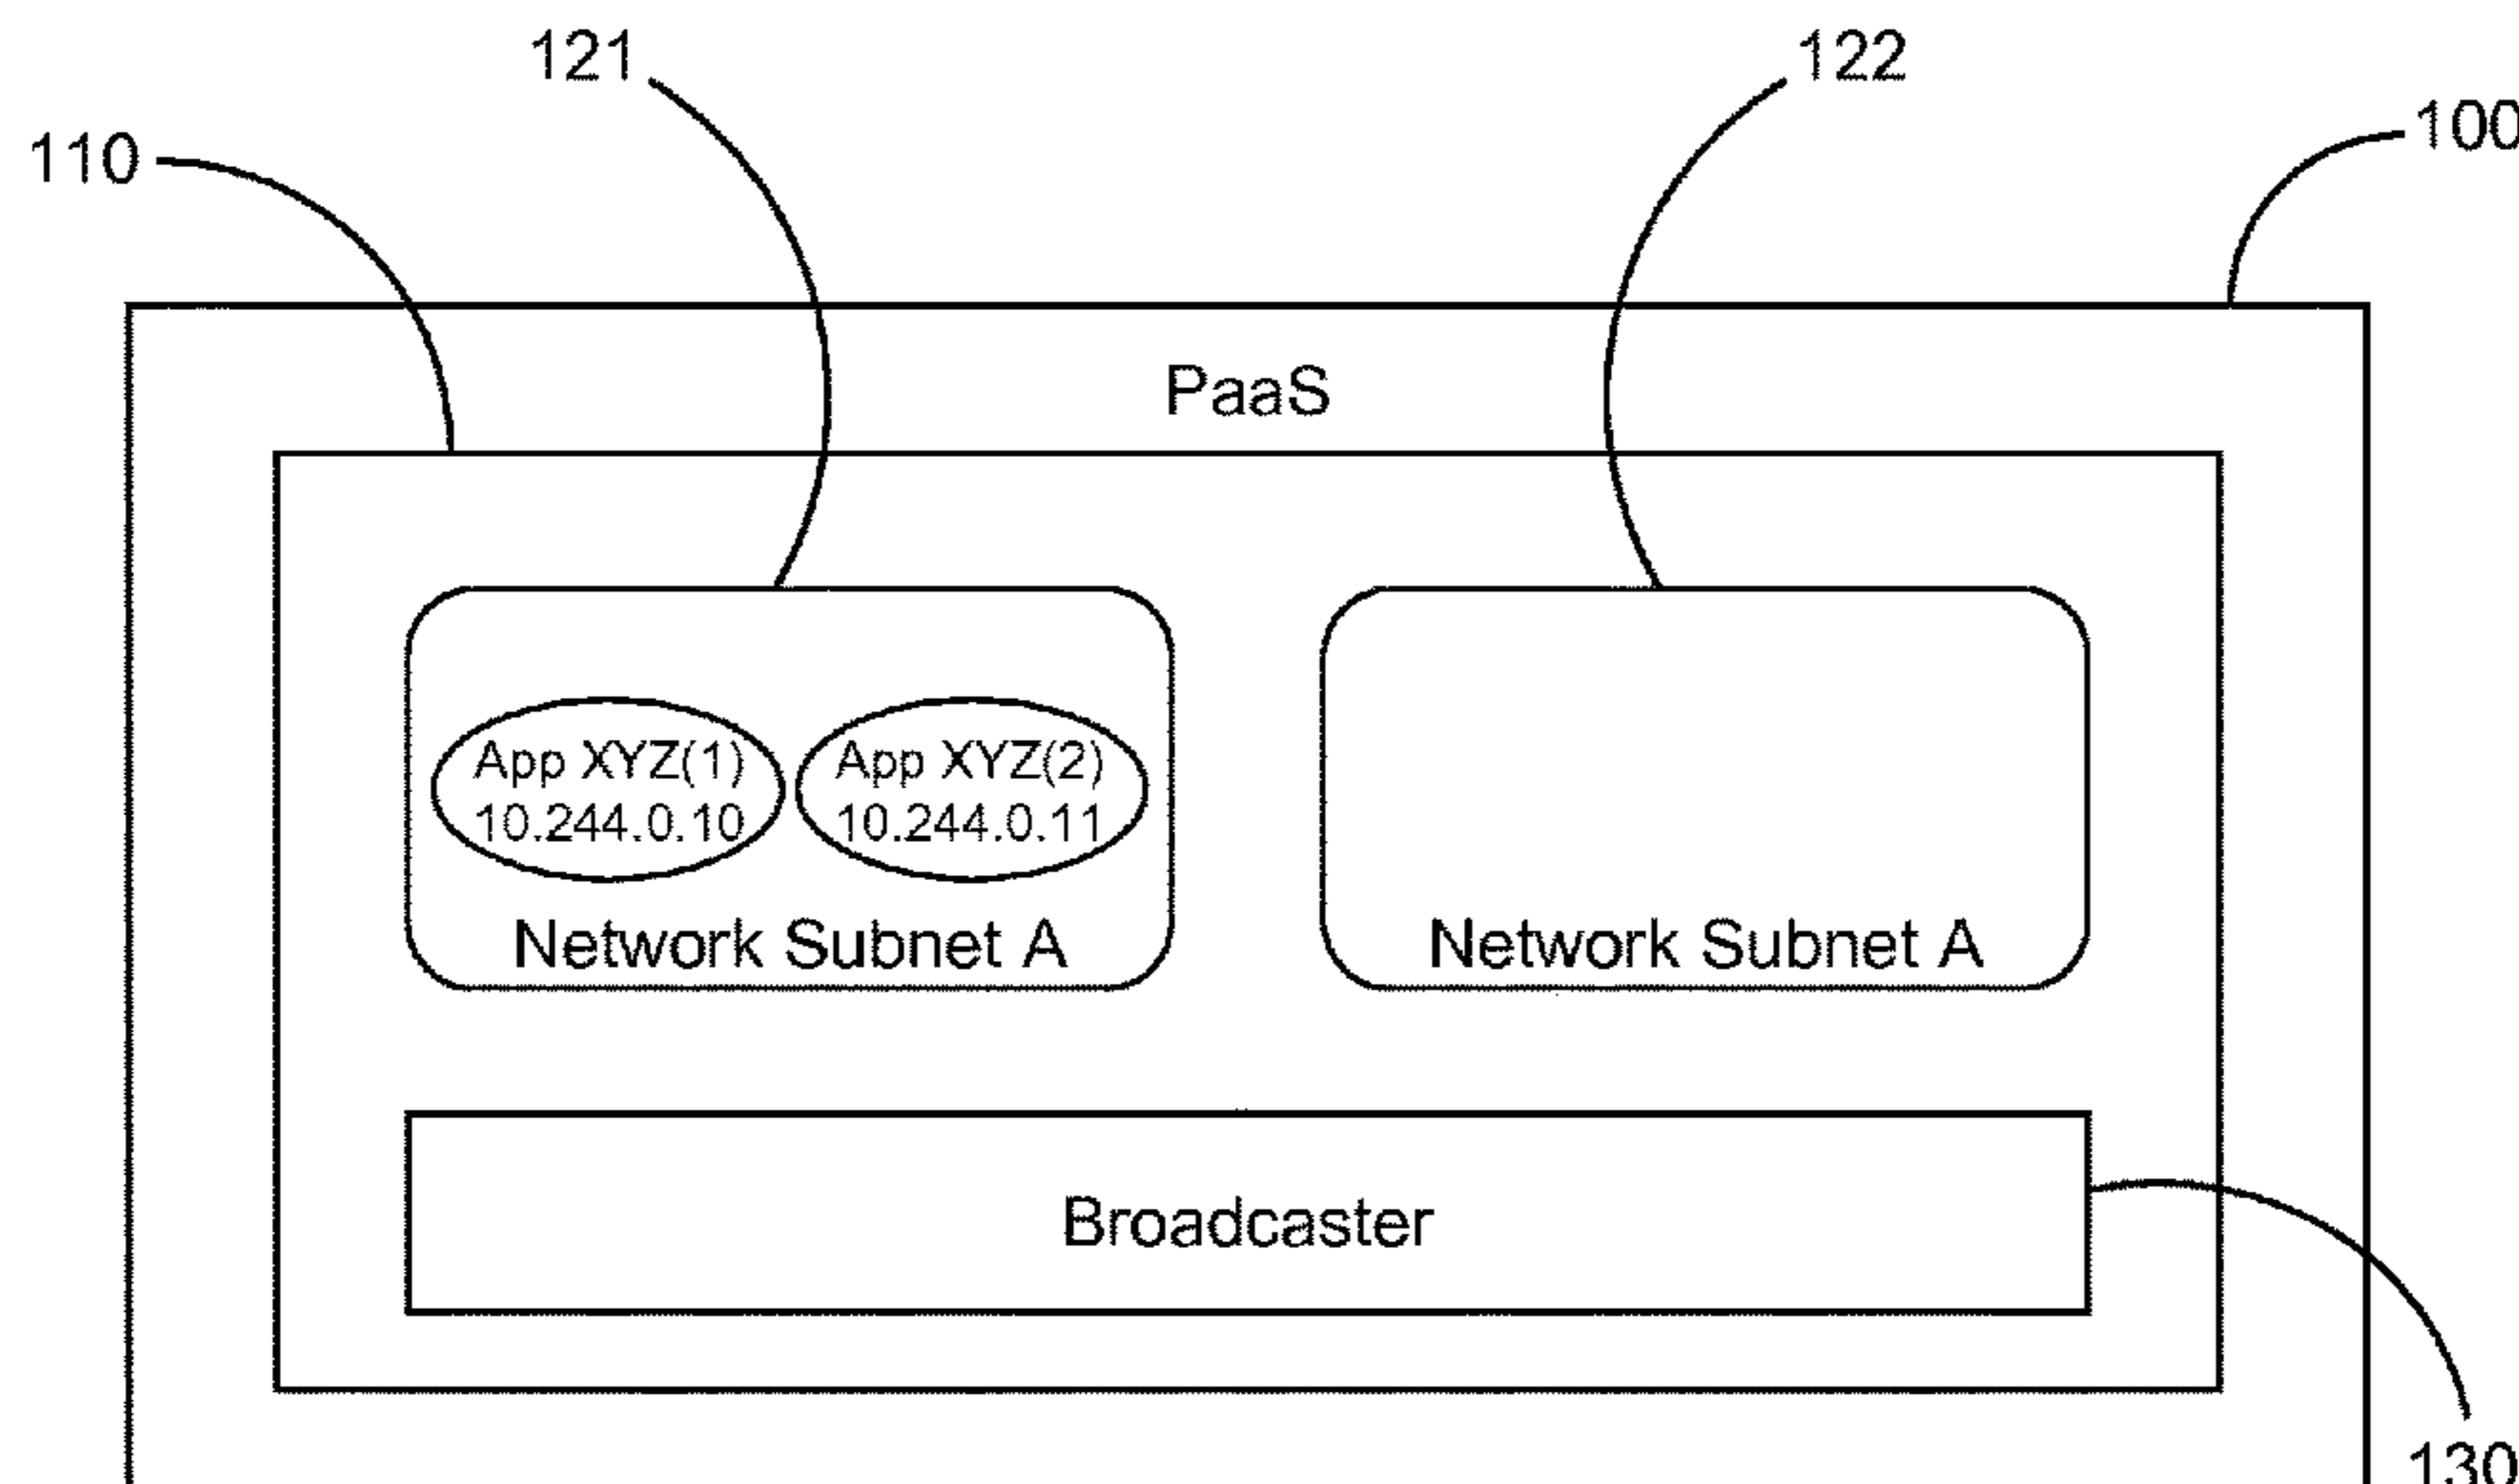 121
122
100
110
PaaS
App XYZ(1)
10.244.0.10
App XYZ(2)
10.244.0.11
Network Subnet A
Network Subnet A
Broadcaster
130